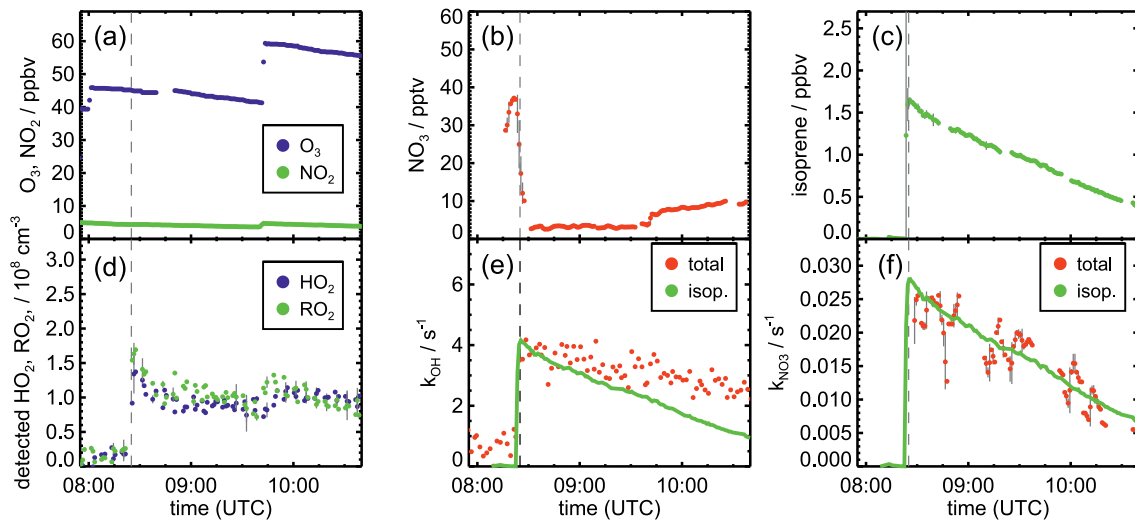 (a)
O3, NO2 / ppbv
60
50
40
30
20
10
0
O3
NO2
(b)
NO3 / pptv
50
40
30
20
10
0
(c)
isoprene / ppbv
2.5
2.0
1.5
1.0
0.5
0.0
(d)
detected HO2, RO2, / 10⁸ cm⁻³
3.0
2.5
2.0
1.5
1.0
0.5
0.0
HO2
RO2
08:00
09:00
10:00
time (UTC)
(e)
kOH / s⁻¹
6
4
2
0
total
isop.
08:00
09:00
10:00
time (UTC)
(f)
kNO3 / s⁻¹
0.030
0.025
0.020
0.015
0.010
0.005
0.000
total
isop.
08:00
09:00
10:00
time (UTC)